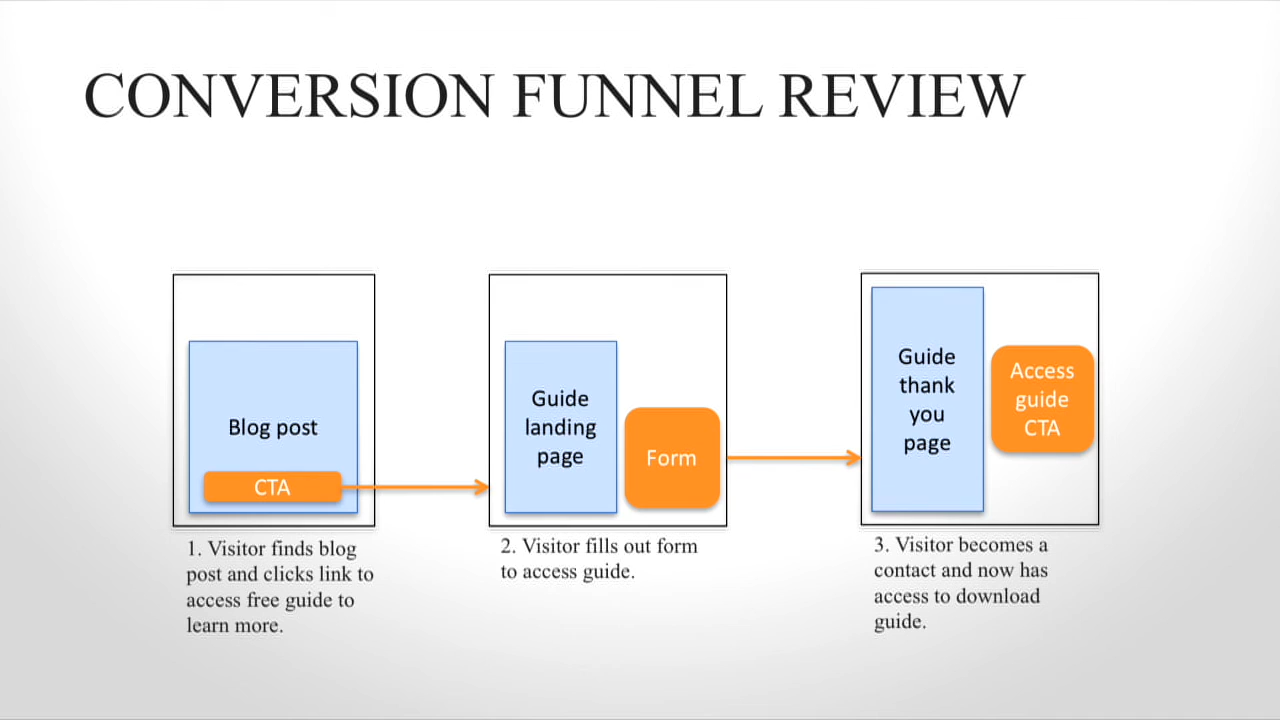 CONVERSION FUNNEL REVIEW
Blog post
CTA
1. Visitor finds blog
post and clicks link to
access free guide to
learn more.
Guide
landing
page
Form
2. Visitor fills out form
to access guide.
Guide
thank
you
page
Access
guide
CTA
3. Visitor becomes a
contact and now has
access to download
guide.